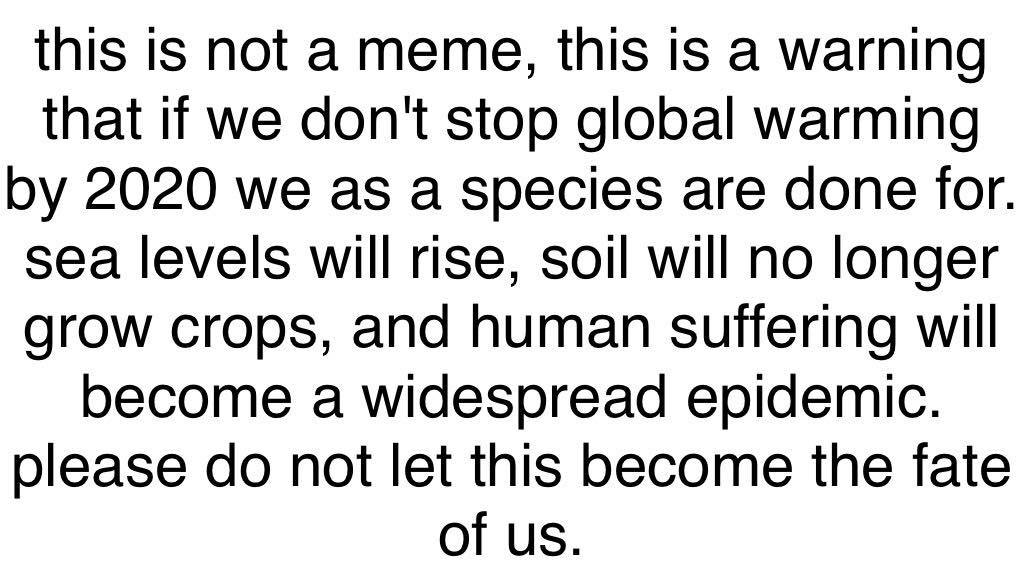 this is not a meme, this is a warning
that if we don't stop global warming
by 2020 we as a species are done for.
sea levels will rise, soil will no longer
grow crops, and human suffering will
become a widespread epidemic.
please do not let this become the fate
of us.